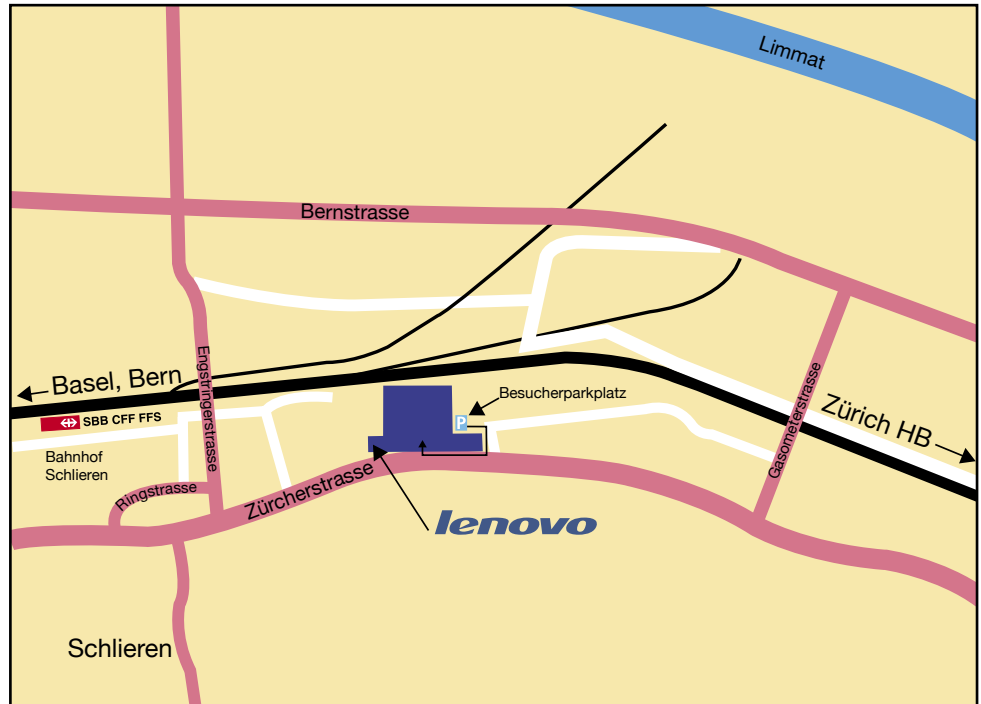 Limmat
Bernstrasse
Engstringerstrasse
Basel, Bern
SBB CFF FFS
Bahnhof
Schlieren
Besucherparkplatz
P
Gasometerstrasse
Zürich HB
Ringstrasse
Zürcherstrasse
lenovo
Schlieren